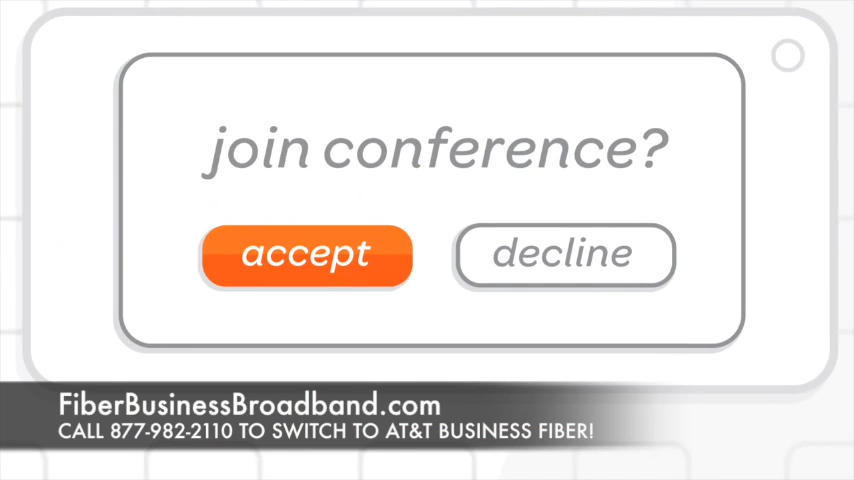 join conference?
accept
decline
FiberBusinessBroadband.com
CALL 877-982-2110 TO SWITCH TO AT&T BUSINESS FIBER!